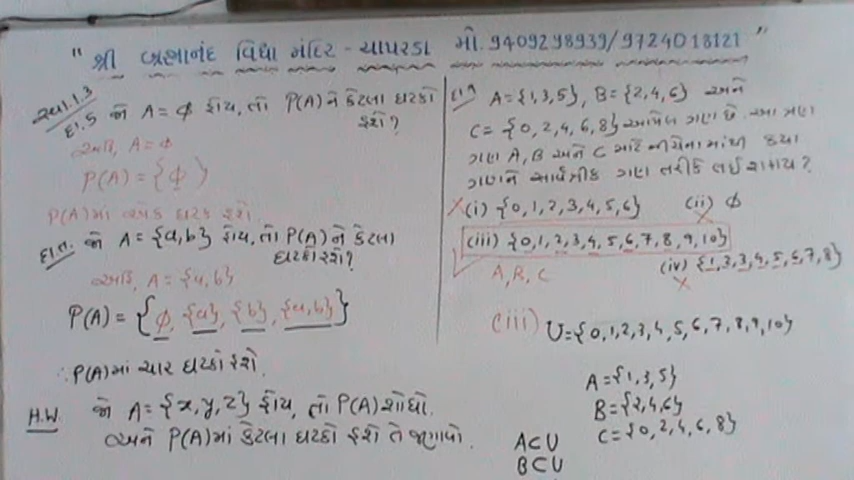 " શ્રી બ્રહ્માનંદ વિદ્યા મંદિર - ચાપરડા મો. 9409298939/9724018121 "
સ્વા.1.3
દા.5 જો A = ϕ હોય, તો P(A) ને કેટલા ઘટકો
હશે?
અહિં, A = ϕ
P(A) = {ϕ}
P(A)માં એક ઘટક હશે.
દા.ત. જો A = {a,b} હોય, તો P(A) ને કેટલા
ઘટકો હશે?
અહિં, A = {a,b}
P(A) = {ϕ, {a}, {b}, {a,b}}
∴ P(A)માં ચાર ઘટકો હશે.
H.W. જો A = {x,y,z} હોય, તો P(A) શોધો.
અને P(A)માં કેટલા ઘટકો હશે તે જણાવો.
A = {1,3,5}, B = {2,4,6} અને
C = {0,2,4,6,8} આપેલ ગણ છે. આ ત્રણ
ગણ A, B અને C માટે નીચેનામાંથી કયા
ગણને સાર્વત્રીક ગણ તરીકે લઈ શકાય?
X (i) {0,1,2,3,4,5,6} (ii) ϕ X
(iii) {0,1,2,3,4,5,6,7,8,9,10}
A, B, C
(iv) {1,2,3,4,5,6,7,8} X
(iii) U = {0,1,2,3,4,5,6,7,8,9,10}
A = {1,3,5}
B = {2,4,6}
C = {0,2,4,6,8}
A⊂U
B⊂U